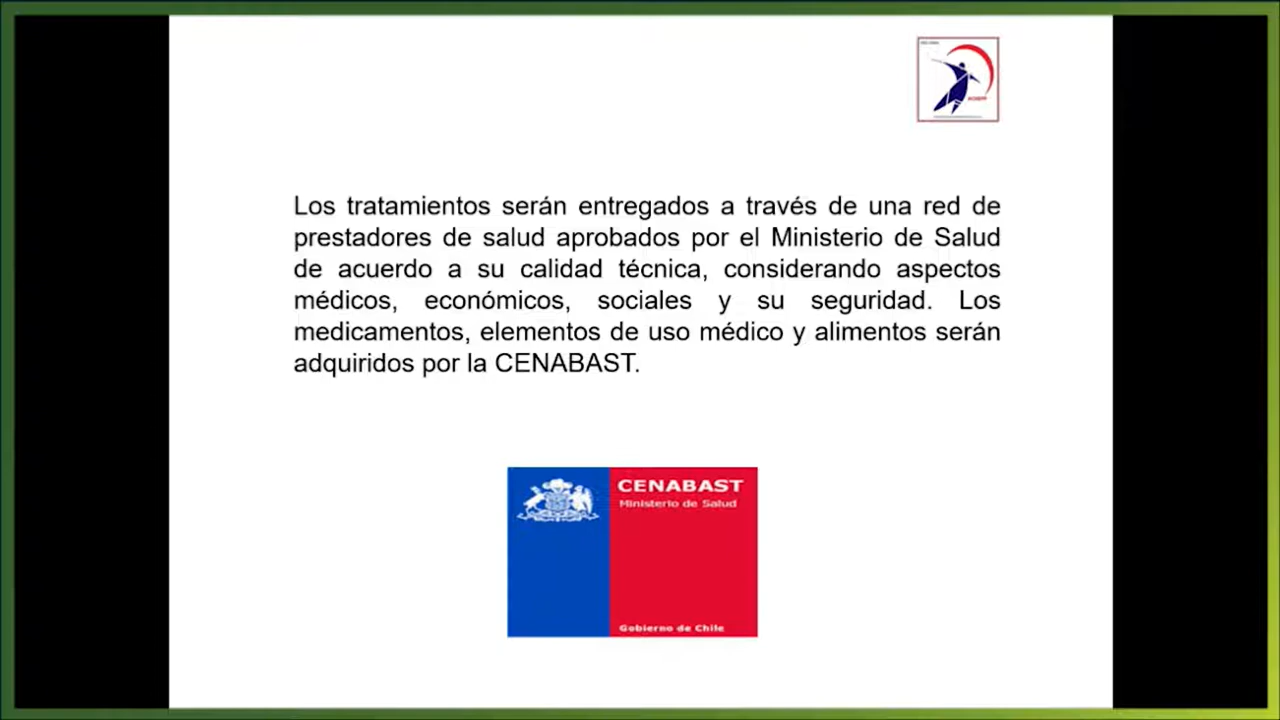 Los tratamientos serán entregados a través de una red de
prestadores de salud aprobados por el Ministerio de Salud
de acuerdo a su calidad técnica, considerando aspectos
médicos, económicos, sociales y su seguridad. Los
medicamentos, elementos de uso médico y alimentos serán
adquiridos por la CENABAST.
CENABAST
Ministerio de Salud
Gobierno de Chile